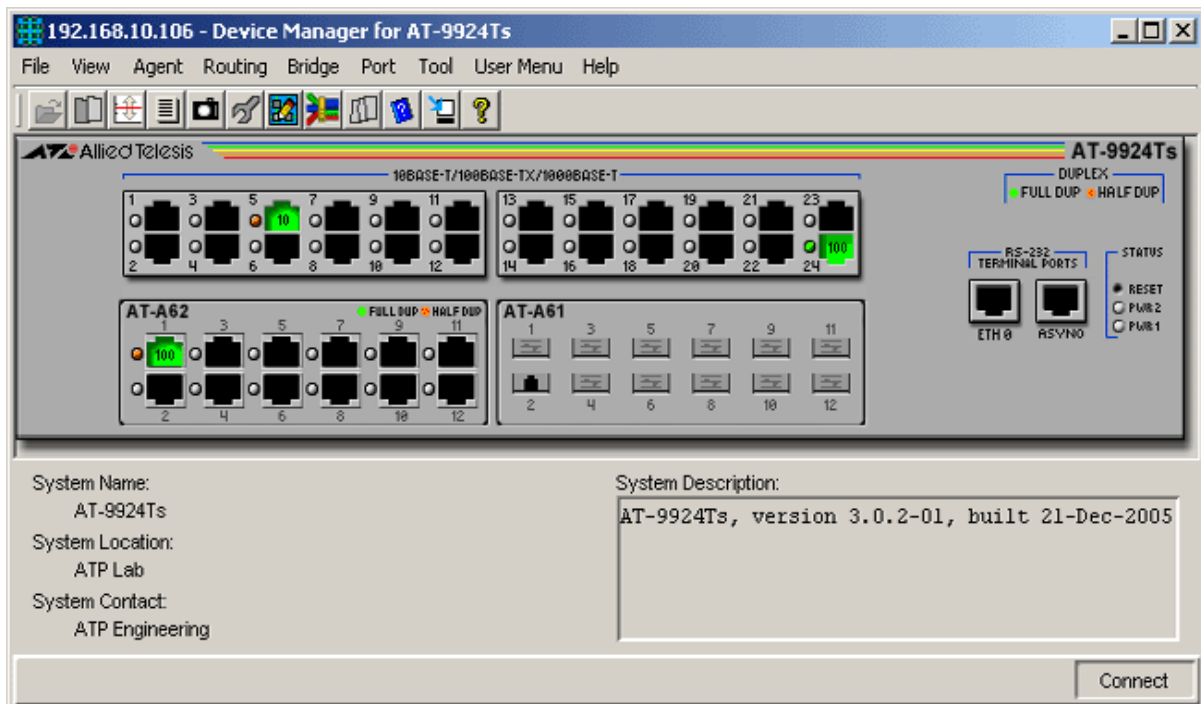 192.168.10.106 - Device Manager for AT-9924Ts
File View Agent Routing Bridge Port Tool User Menu Help
Allied Telesis
AT-9924Ts
10BASE-T/100BASE-TX/1000BASE-T
DUPLEX
FULL DUP HALF DUP
1 3 5 7 9 11 13 15 17 19 21 23
10
100
2 4 6 8 10 12 14 16 18 20 22 24
RS-232
TERMINAL PORTS
STATUS
RESET
PWR2
PWR1
ETH0 ASYN0
AT-A62
FULL DUP HALF DUP
1 3 5 7 9 11
100
2 4 6 8 10 12
AT-A61
1 3 5 7 9 11
2 4 6 8 10 12
System Name:
AT-9924Ts
System Location:
ATP Lab
System Contact:
ATP Engineering
System Description:
AT-9924Ts, version 3.0.2-01, built 21-Dec-2005
Connect